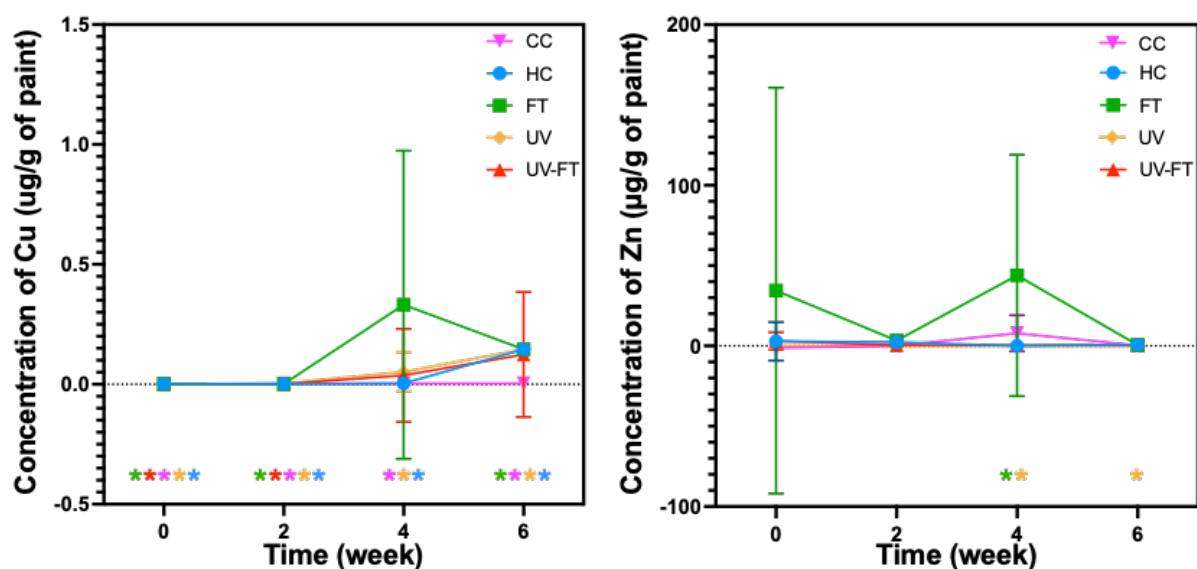 Concentration of Cu (ug/g of paint)
1.5
1.0
0.5
0.0
-0.5
CC
HC
FT
UV
UV-FT
*****
*****
***
****
0 2 4 6
Time (week)
Concentration of Zn (µg/g of paint)
200
100
0
-100
CC
HC
FT
UV
UV-FT
**
*
0 2 4 6
Time (week)